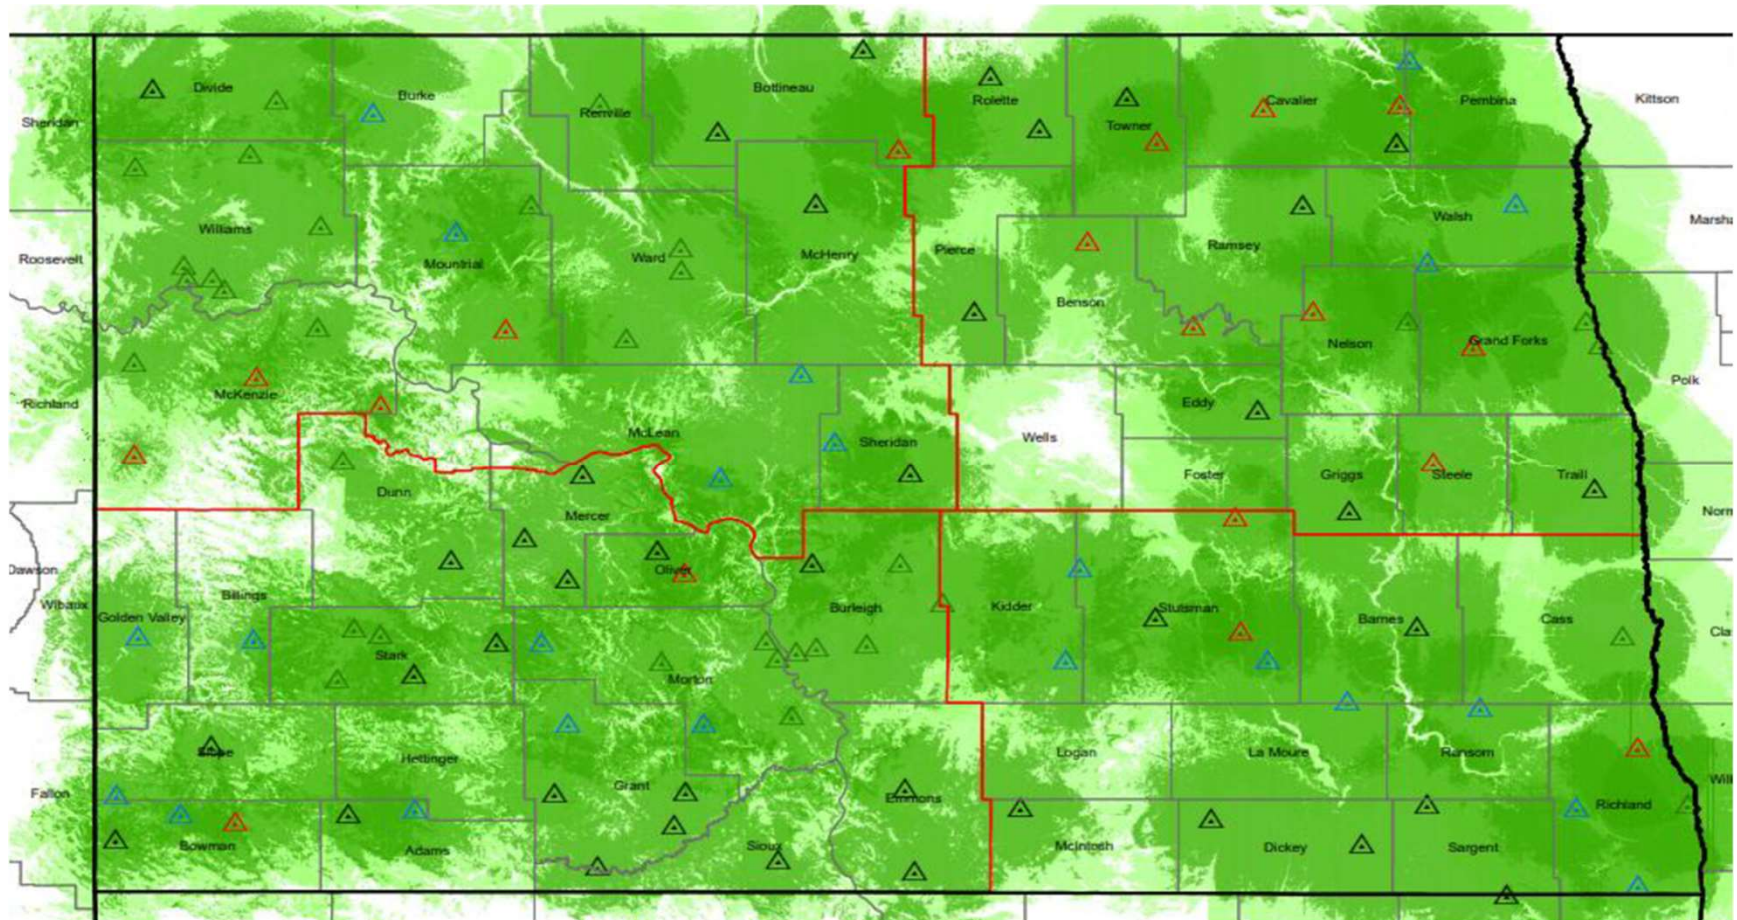 Divide
Burke
Renville
Bottineau
Rolette
Towner
Cavalier
Pembina
Kittson
Sheridan
Williams
Mountrial
Ward
McHenry
Pierce
Benson
Ramsey
Walsh
Marsha
Roosevelt
Nelson
Grand Forks
Polk
Richland
McKenzie
McLean
Sheridan
Wells
Eddy
Foster
Griggs
Steele
Traill
Norm
Dunn
Mercer
Oliver
Dawson
Wibaux
Golden Valley
Billings
Stark
Morton
Burleigh
Kidder
Stutsman
Barnes
Cass
Cla
Fallon
Slope
Hettinger
Grant
Emmons
Logan
La Moure
Ransom
Richland
Wilk
Bowman
Adams
Sioux
McIntosh
Dickey
Sargent